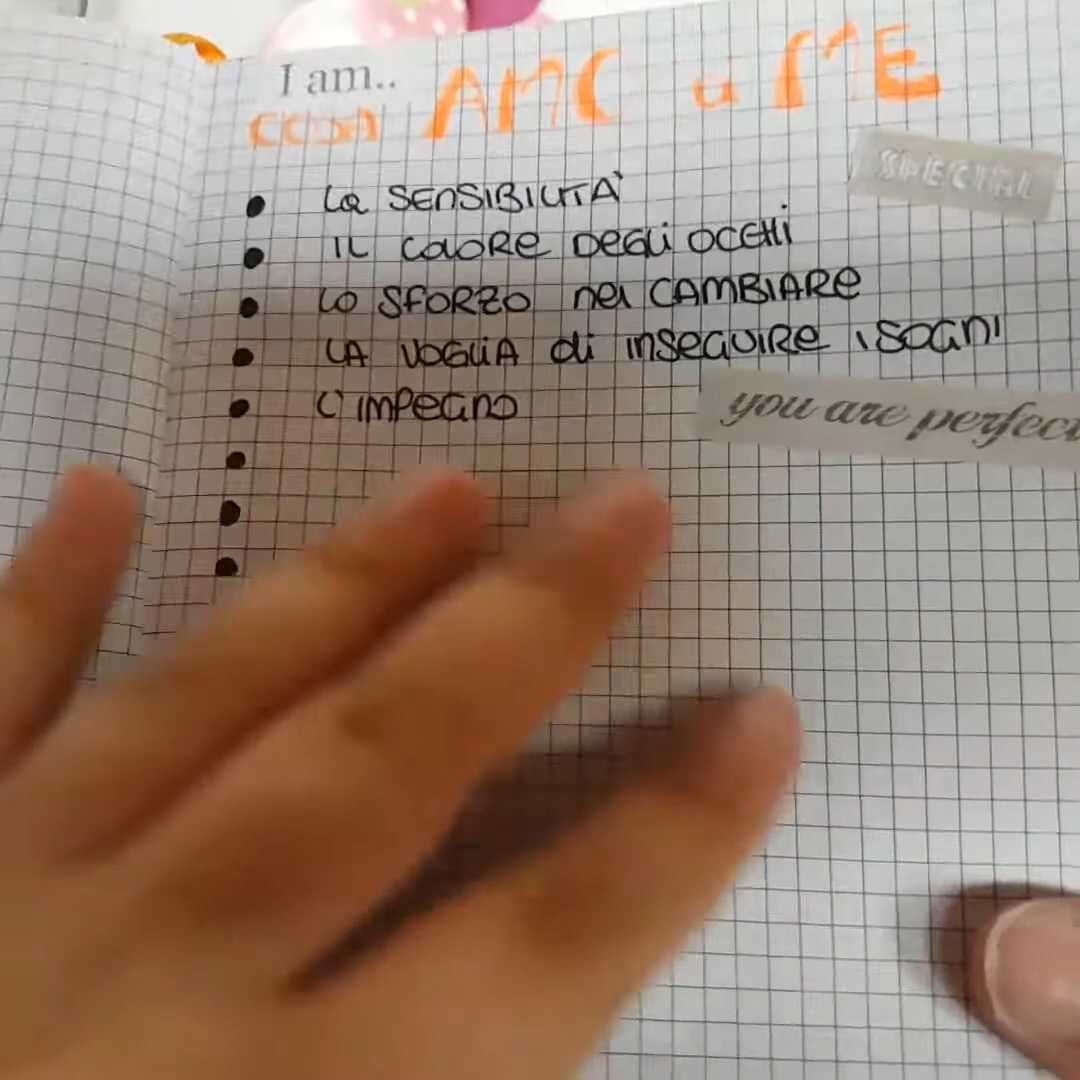 I am..
COSA AMO di ME
SPECIAL
La SENSIBILITÀ
IL COLORE DEGLI OCCHI
LO SFORZO nel CAMBIARE
LA VOGLIA di INSEGUIRE I SOGNI
L'IMPEGNO
you are perfect